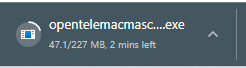 opentelemacmasc....exe
47.1/227 MB, 2 mins left